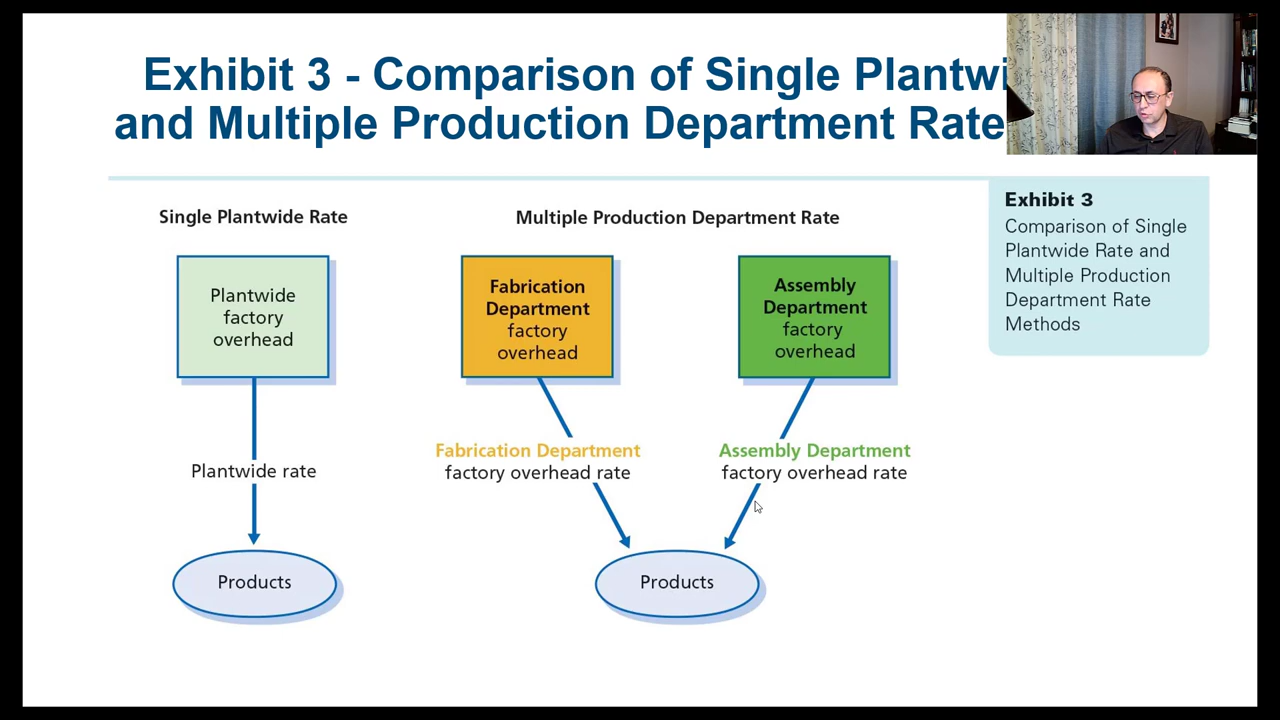 Exhibit 3 - Comparison of Single Plantwi
and Multiple Production Department Rate
Exhibit 3
Comparison of Single
Plantwide Rate and
Multiple Production
Department Rate
Methods
Single Plantwide Rate
Multiple Production Department Rate
Plantwide
factory
overhead
Fabrication
Department
factory
overhead
Assembly
Department
factory
overhead
Plantwide rate
Fabrication Department
factory overhead rate
Assembly Department
factory overhead rate
Products
Products